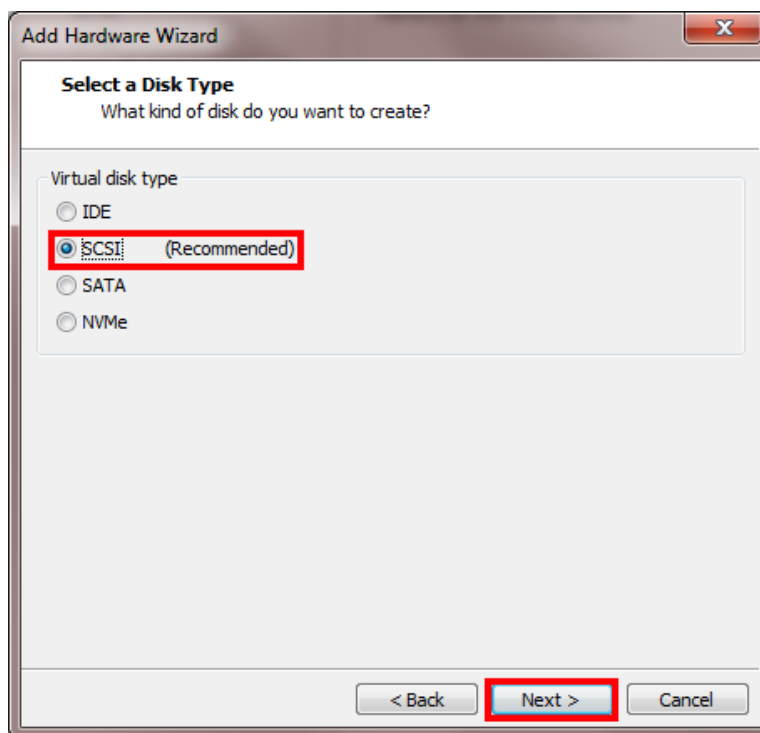 Add Hardware Wizard
Select a Disk Type
What kind of disk do you want to create?
Virtual disk type
IDE
SCSI (Recommended)
SATA
NVMe
< Back Next > Cancel